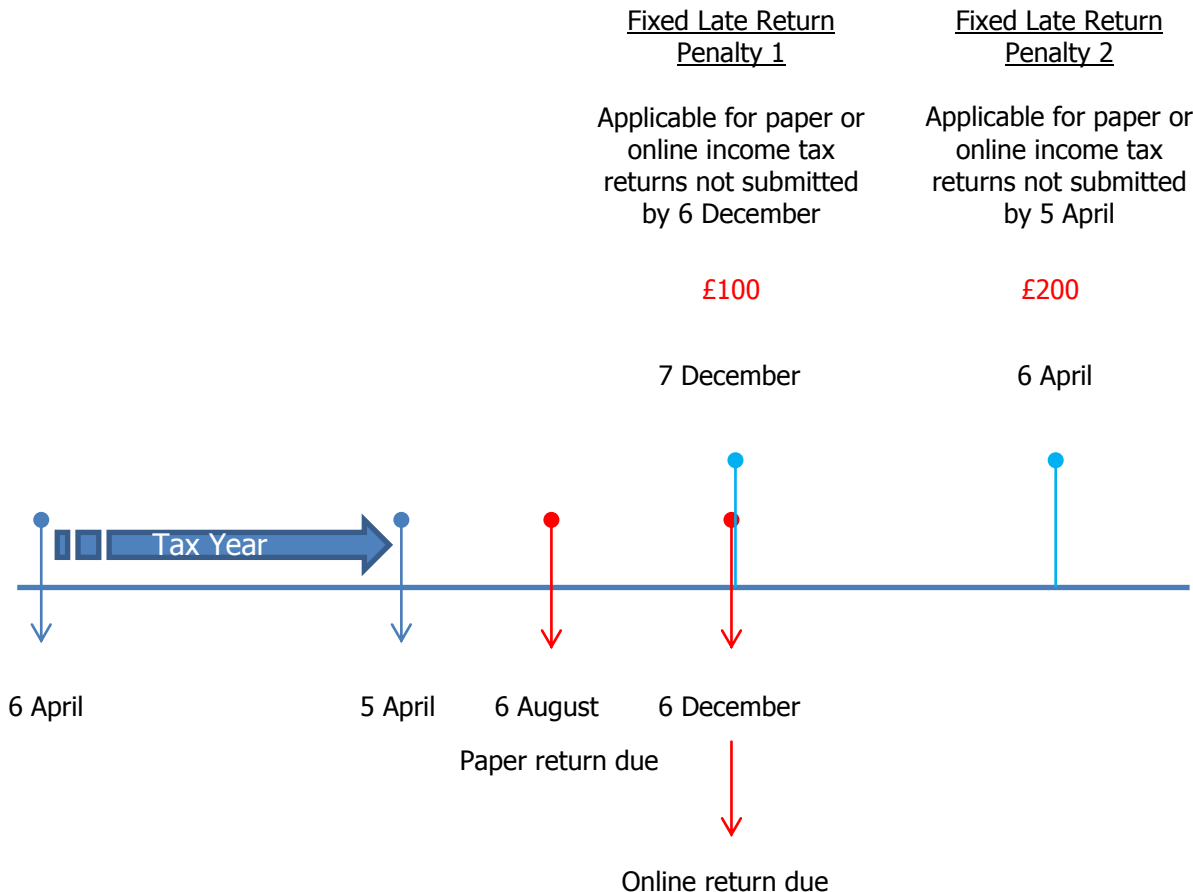 Fixed Late Return
Penalty 1
Applicable for paper or
online income tax
returns not submitted
by 6 December
£100
7 December
Fixed Late Return
Penalty 2
Applicable for paper or
online income tax
returns not submitted
by 5 April
£200
6 April
Tax Year
6 April
5 April
6 August
6 December
Paper return due
Online return due